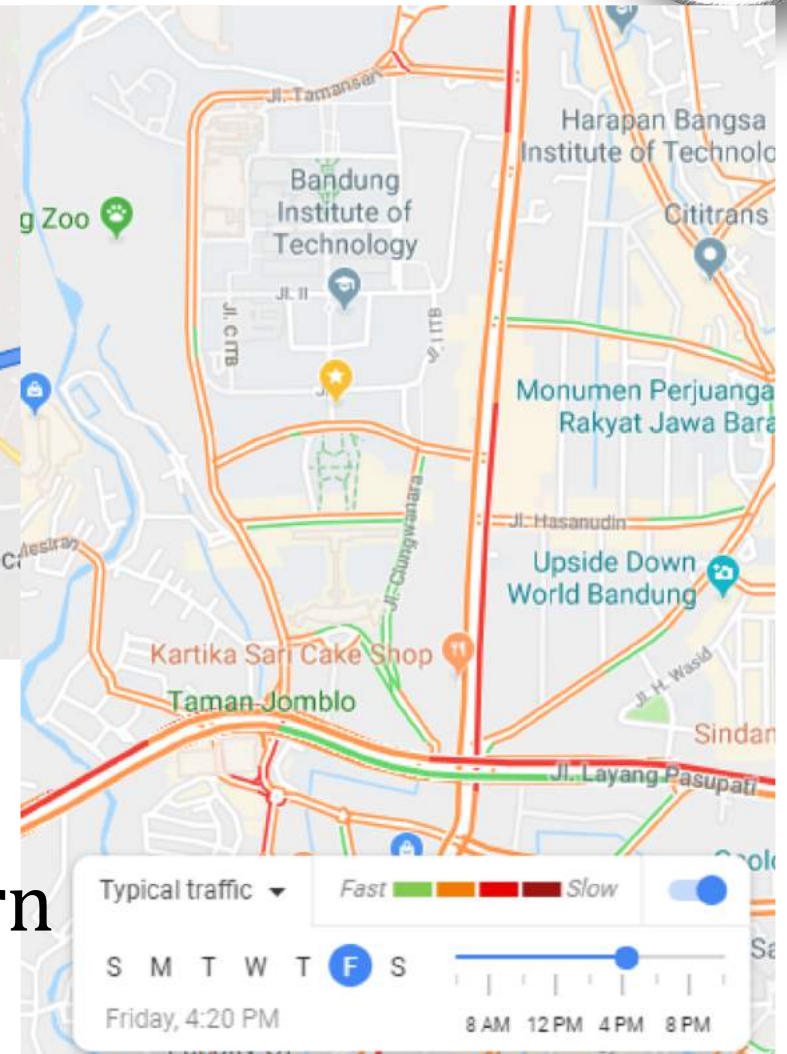 Jl. Tamansari
Harapan Bangsa
Institute of Technolo
Bandung
Institute of
Technology
g Zoo
Cititrans
Jl. II
Jl. C ITB
Jl. I ITB
Monumen Perjuanga
Rakyat Jawa Bara
Jl. Ciungwanara
Jl. Hasanudin
lesiran
Upside Down
World Bandung
Kartika Sari Cake Shop
Jl. H. Wasid
Taman Jomblo
Sindan
Jl. Layang Pasupati
rn
Typical traffic
Fast
Slow
S M T W T F S
Friday, 4:20 PM
8 AM 12 PM 4 PM 8 PM